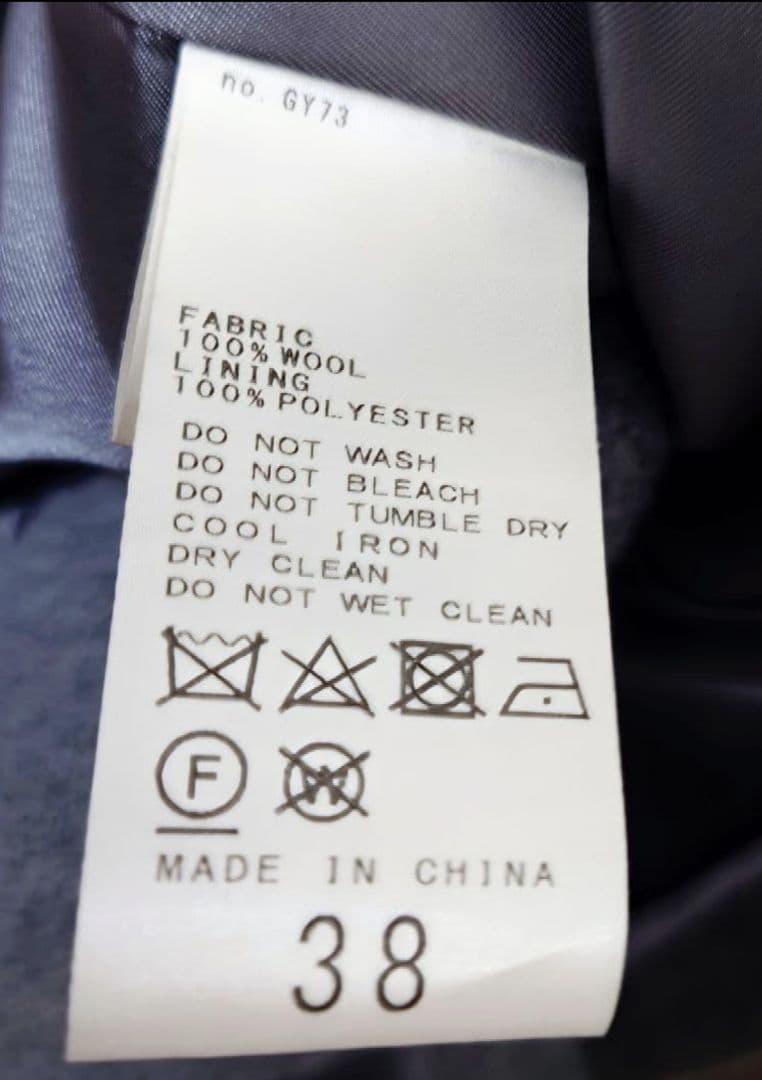 no. GY73
FABRIC
100% WOOL
LINING
100% POLYESTER
DO NOT WASH
DO NOT BLEACH
DO NOT TUMBLE DRY
COOL IRON
DRY CLEAN
DO NOT WET CLEAN
F W
MADE IN CHINA
38